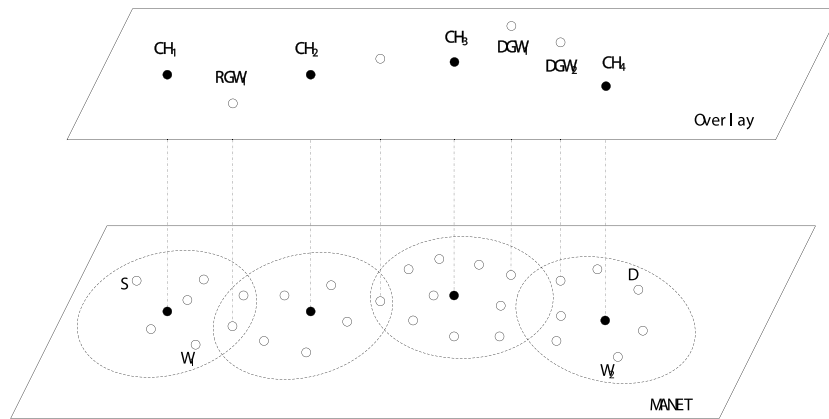 CH1
CH2
CH3
DGW1
DGW2
CH4
RGW1
Overlay
S
D
W1
W2
MANET